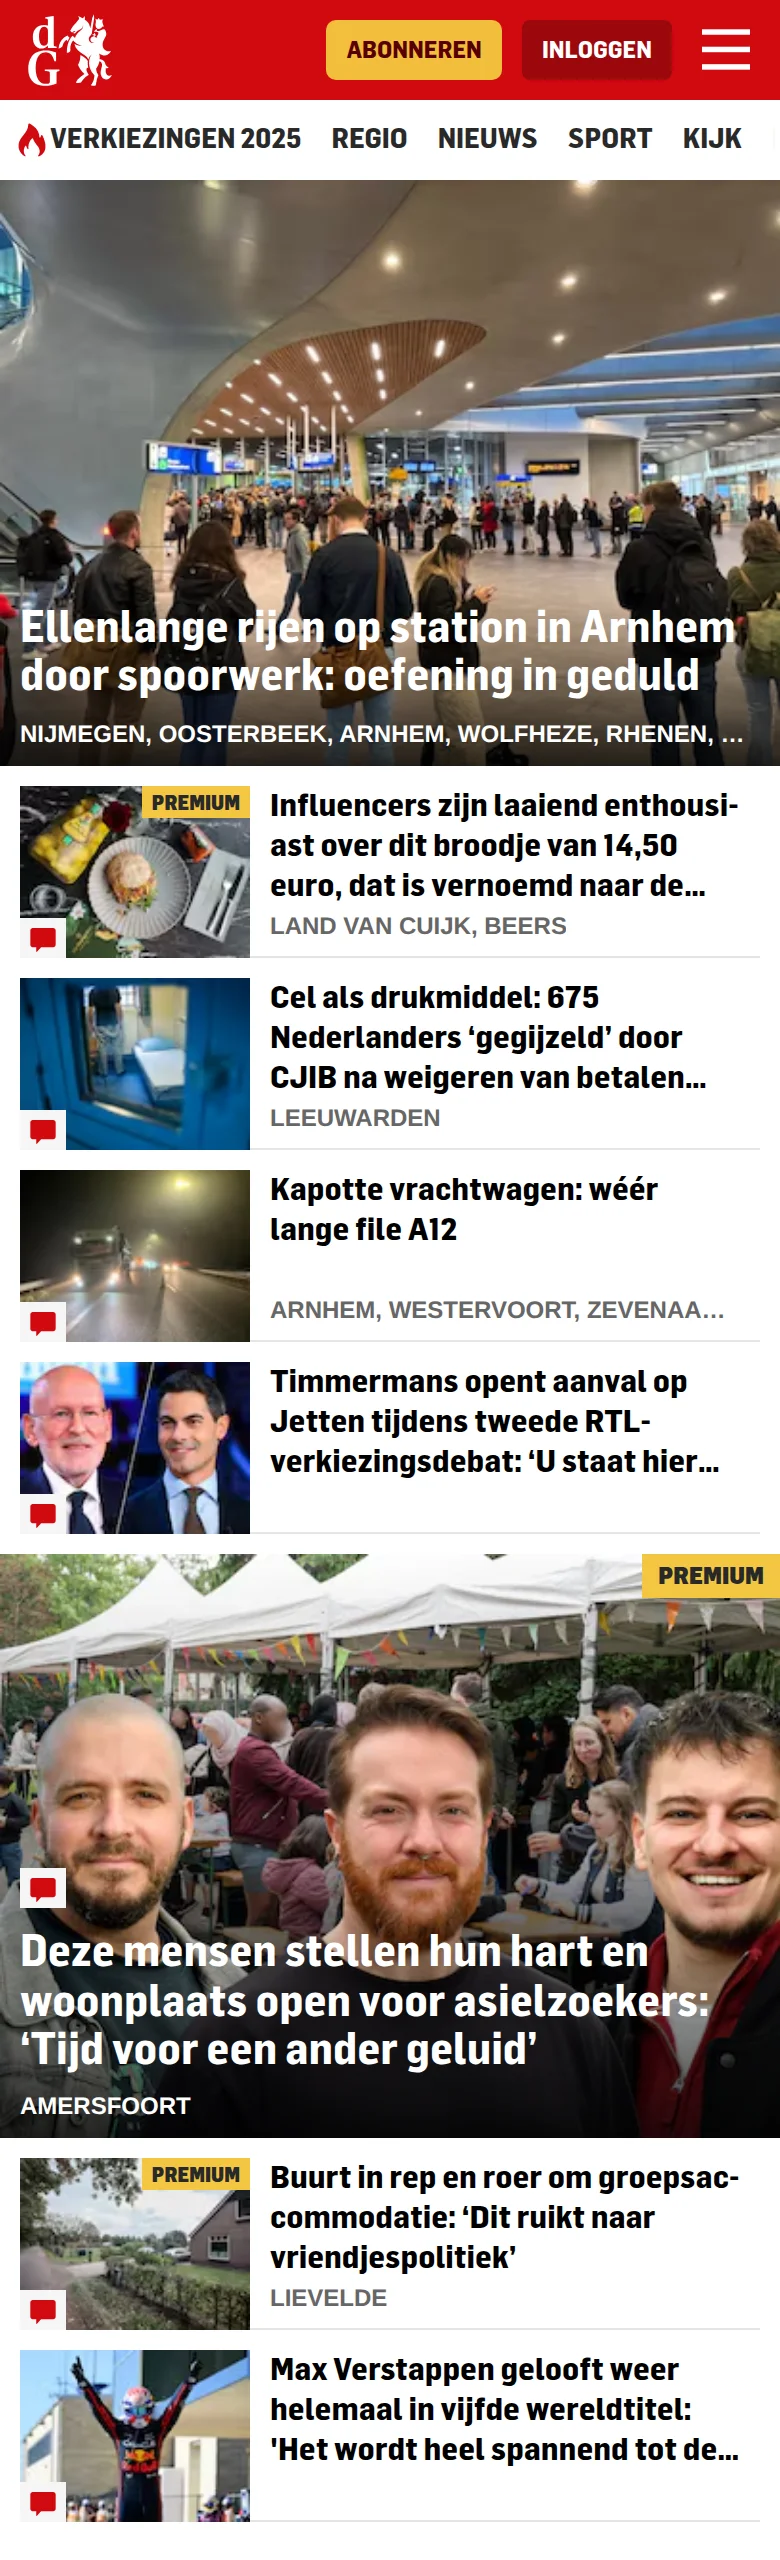 dG
ABONNEREN
INLOGGEN
VERKIEZINGEN 2025
REGIO
NIEUWS
SPORT
KIJK
Ellenlange rijen op station in Arnhem
door spoorwerk: oefening in geduld
NIJMEGEN, OOSTERBEEK, ARNHEM, WOLFHEZE, RHENEN, …
PREMIUM
Influencers zijn laaiend enthousi-
ast over dit broodje van 14,50
euro, dat is vernoemd naar de...
LAND VAN CUIJK, BEERS
Cel als drukmiddel: 675
Nederlanders ‘gegijzeld’ door
CJIB na weigeren van betalen...
LEEUWARDEN
Kapotte vrachtwagen: wéér
lange file A12
ARNHEM, WESTERVOORT, ZEVENAA…
Timmermans opent aanval op
Jetten tijdens tweede RTL-
verkiezingsdebat: ‘U staat hier...
PREMIUM
Deze mensen stellen hun hart en
woonplaats open voor asielzoekers:
‘Tijd voor een ander geluid’
AMERSFOORT
PREMIUM
Buurt in rep en roer om groepsac-
commodatie: ‘Dit ruikt naar
vriendjespolitiek’
LIEVELDE
Max Verstappen gelooft weer
helemaal in vijfde wereldtitel:
'Het wordt heel spannend tot de...